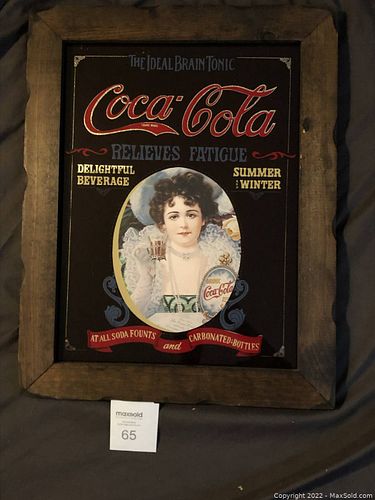 THE IDEAL BRAIN TONIC
Coca-Cola
RELIEVES FATIGUE
DELIGHTFUL
BEVERAGE
SUMMER
WINTER
Coca-Cola
AT ALL SODA FOUNTS and CARBONATED IN BOTTLES
maxsold
65
Copyright 2022 - MaxSold.com